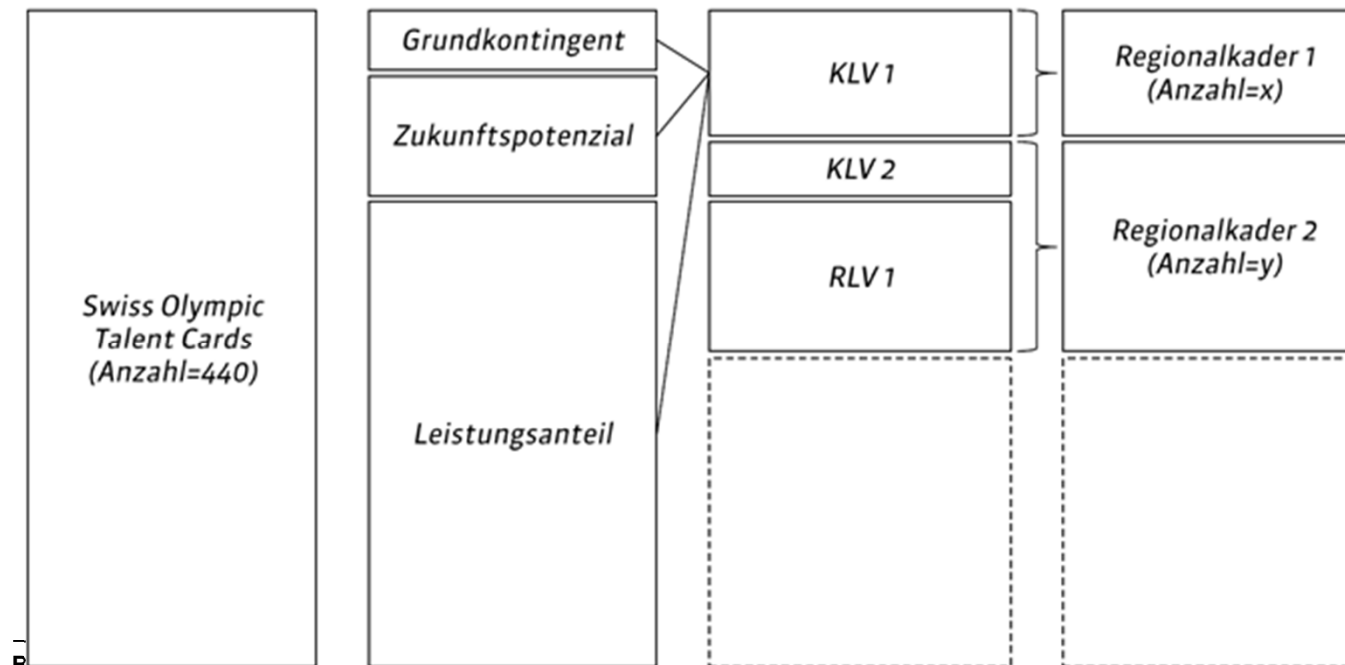 Swiss Olympic
Talent Cards
(Anzahl=440)
Grundkontingent
Zukunftspotenzial
Leistungsanteil
KLV 1
KLV 2
RLV 1
Regionalkader 1
(Anzahl=x)
Regionalkader 2
(Anzahl=y)